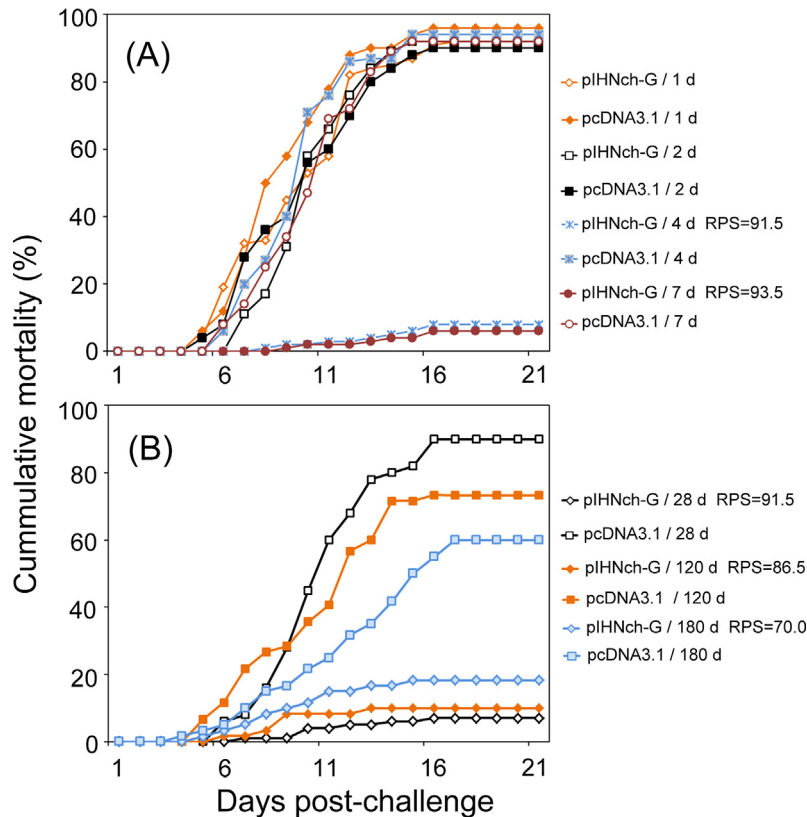 (A)
100
80
60
40
20
0
1 6 11 16 21
pIHNch-G / 1 d
pcDNA3.1 / 1 d
pIHNch-G / 2 d
pcDNA3.1 / 2 d
pIHNch-G / 4 d RPS=91.5
pcDNA3.1 / 4 d
pIHNch-G / 7 d RPS=93.5
pcDNA3.1 / 7 d
Cummulative mortality (%)
(B)
100
80
60
40
20
0
1 6 11 16 21
Days post-challenge
pIHNch-G / 28 d RPS=91.5
pcDNA3.1 / 28 d
pIHNch-G / 120 d RPS=86.5
pcDNA3.1 / 120 d
pIHNch-G / 180 d RPS=70.0
pcDNA3.1 / 180 d